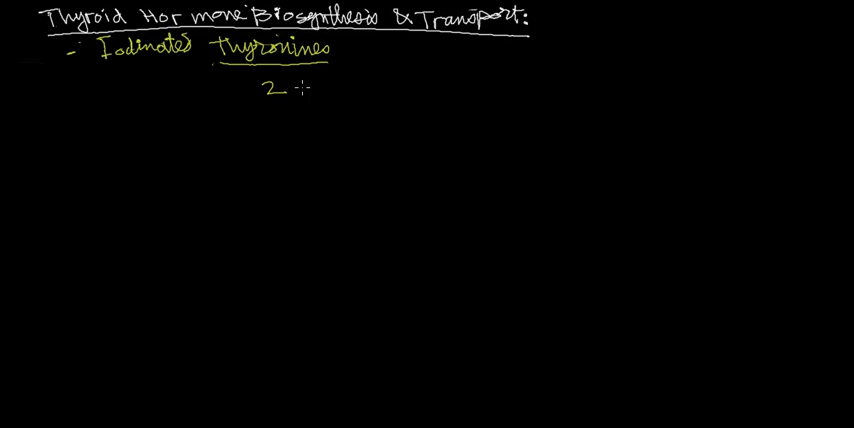 Thyroid Hormone Biosynthesis & Transport:
- Iodinated Thyronines
2